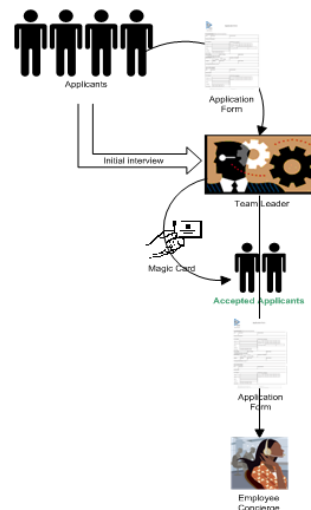 Applicants
Application
Form
Initial interview
Team Leader
Magic Card
Accepted Applicants
Application
Form
Employee
Concierge